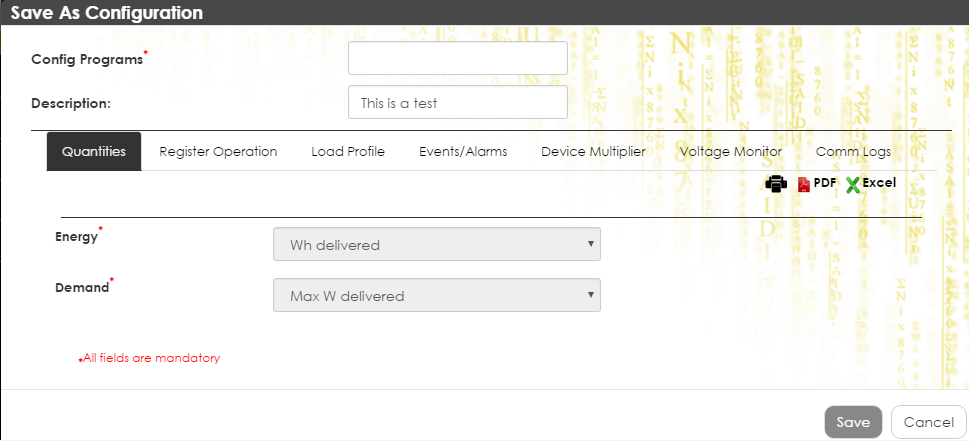 Save As Configuration
Config Programs*
Description: This is a test
Quantities Register Operation Load Profile Events/Alarms Device Multiplier Voltage Monitor Comm Logs
PDF Excel
Energy* Wh delivered
Demand* Max W delivered
*All fields are mandatory
Save Cancel